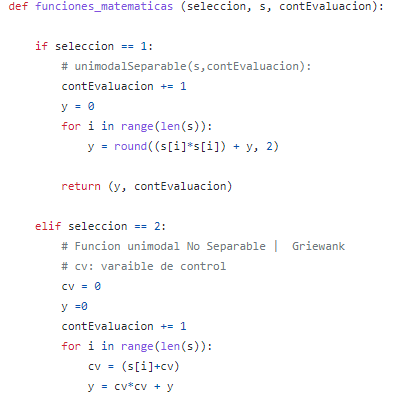 def funciones_matematicas (seleccion, s, contEvaluacion):
if seleccion == 1:
# unimodalSeparable(s,contEvaluacion):
contEvaluacion += 1
y = 0
for i in range(len(s)):
y = round((s[i]*s[i]) + y, 2)
return (y, contEvaluacion)
elif seleccion == 2:
# Funcion unimodal No Separable | Griewank
# cv: varaible de control
cv = 0
y =0
contEvaluacion += 1
for i in range(len(s)):
cv = (s[i]+cv)
y = cv*cv + y